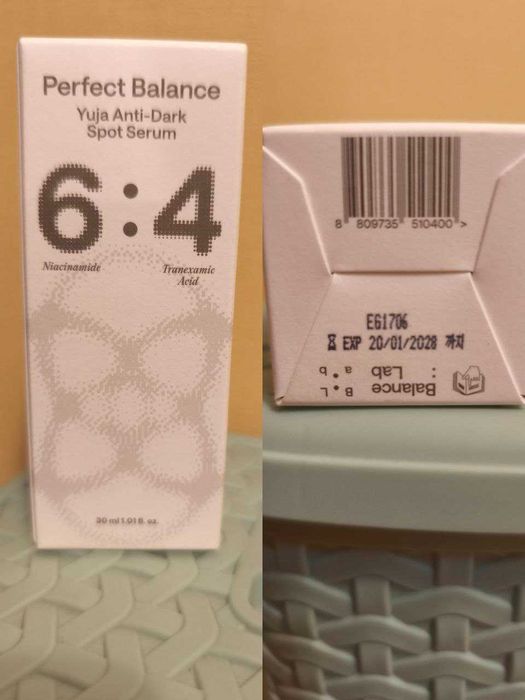 Perfect Balance
Yuja Anti-Dark
Spot Serum
6:4
Niacinamide
Tranexamic
Acid
30 ml 1.01 fl. oz.
8 809735 510400 >
EG1706
EXP 20/01/2028 까지
Balance
Lab
:
B • L
a • b